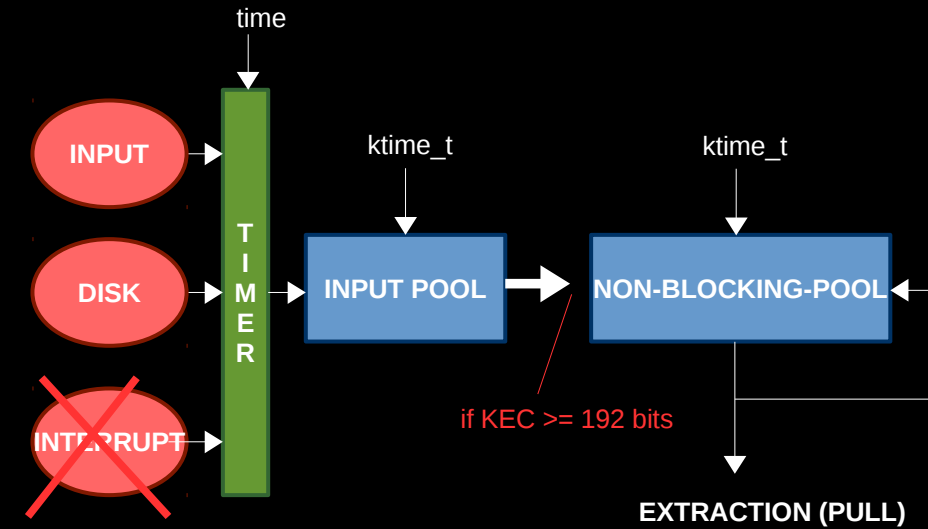 time
INPUT
ktime_t
ktime_t
T
I
M
E
R
DISK
INPUT POOL
NON-BLOCKING-POOL
if KEC >= 192 bits
INTERRUPT
EXTRACTION (PULL)